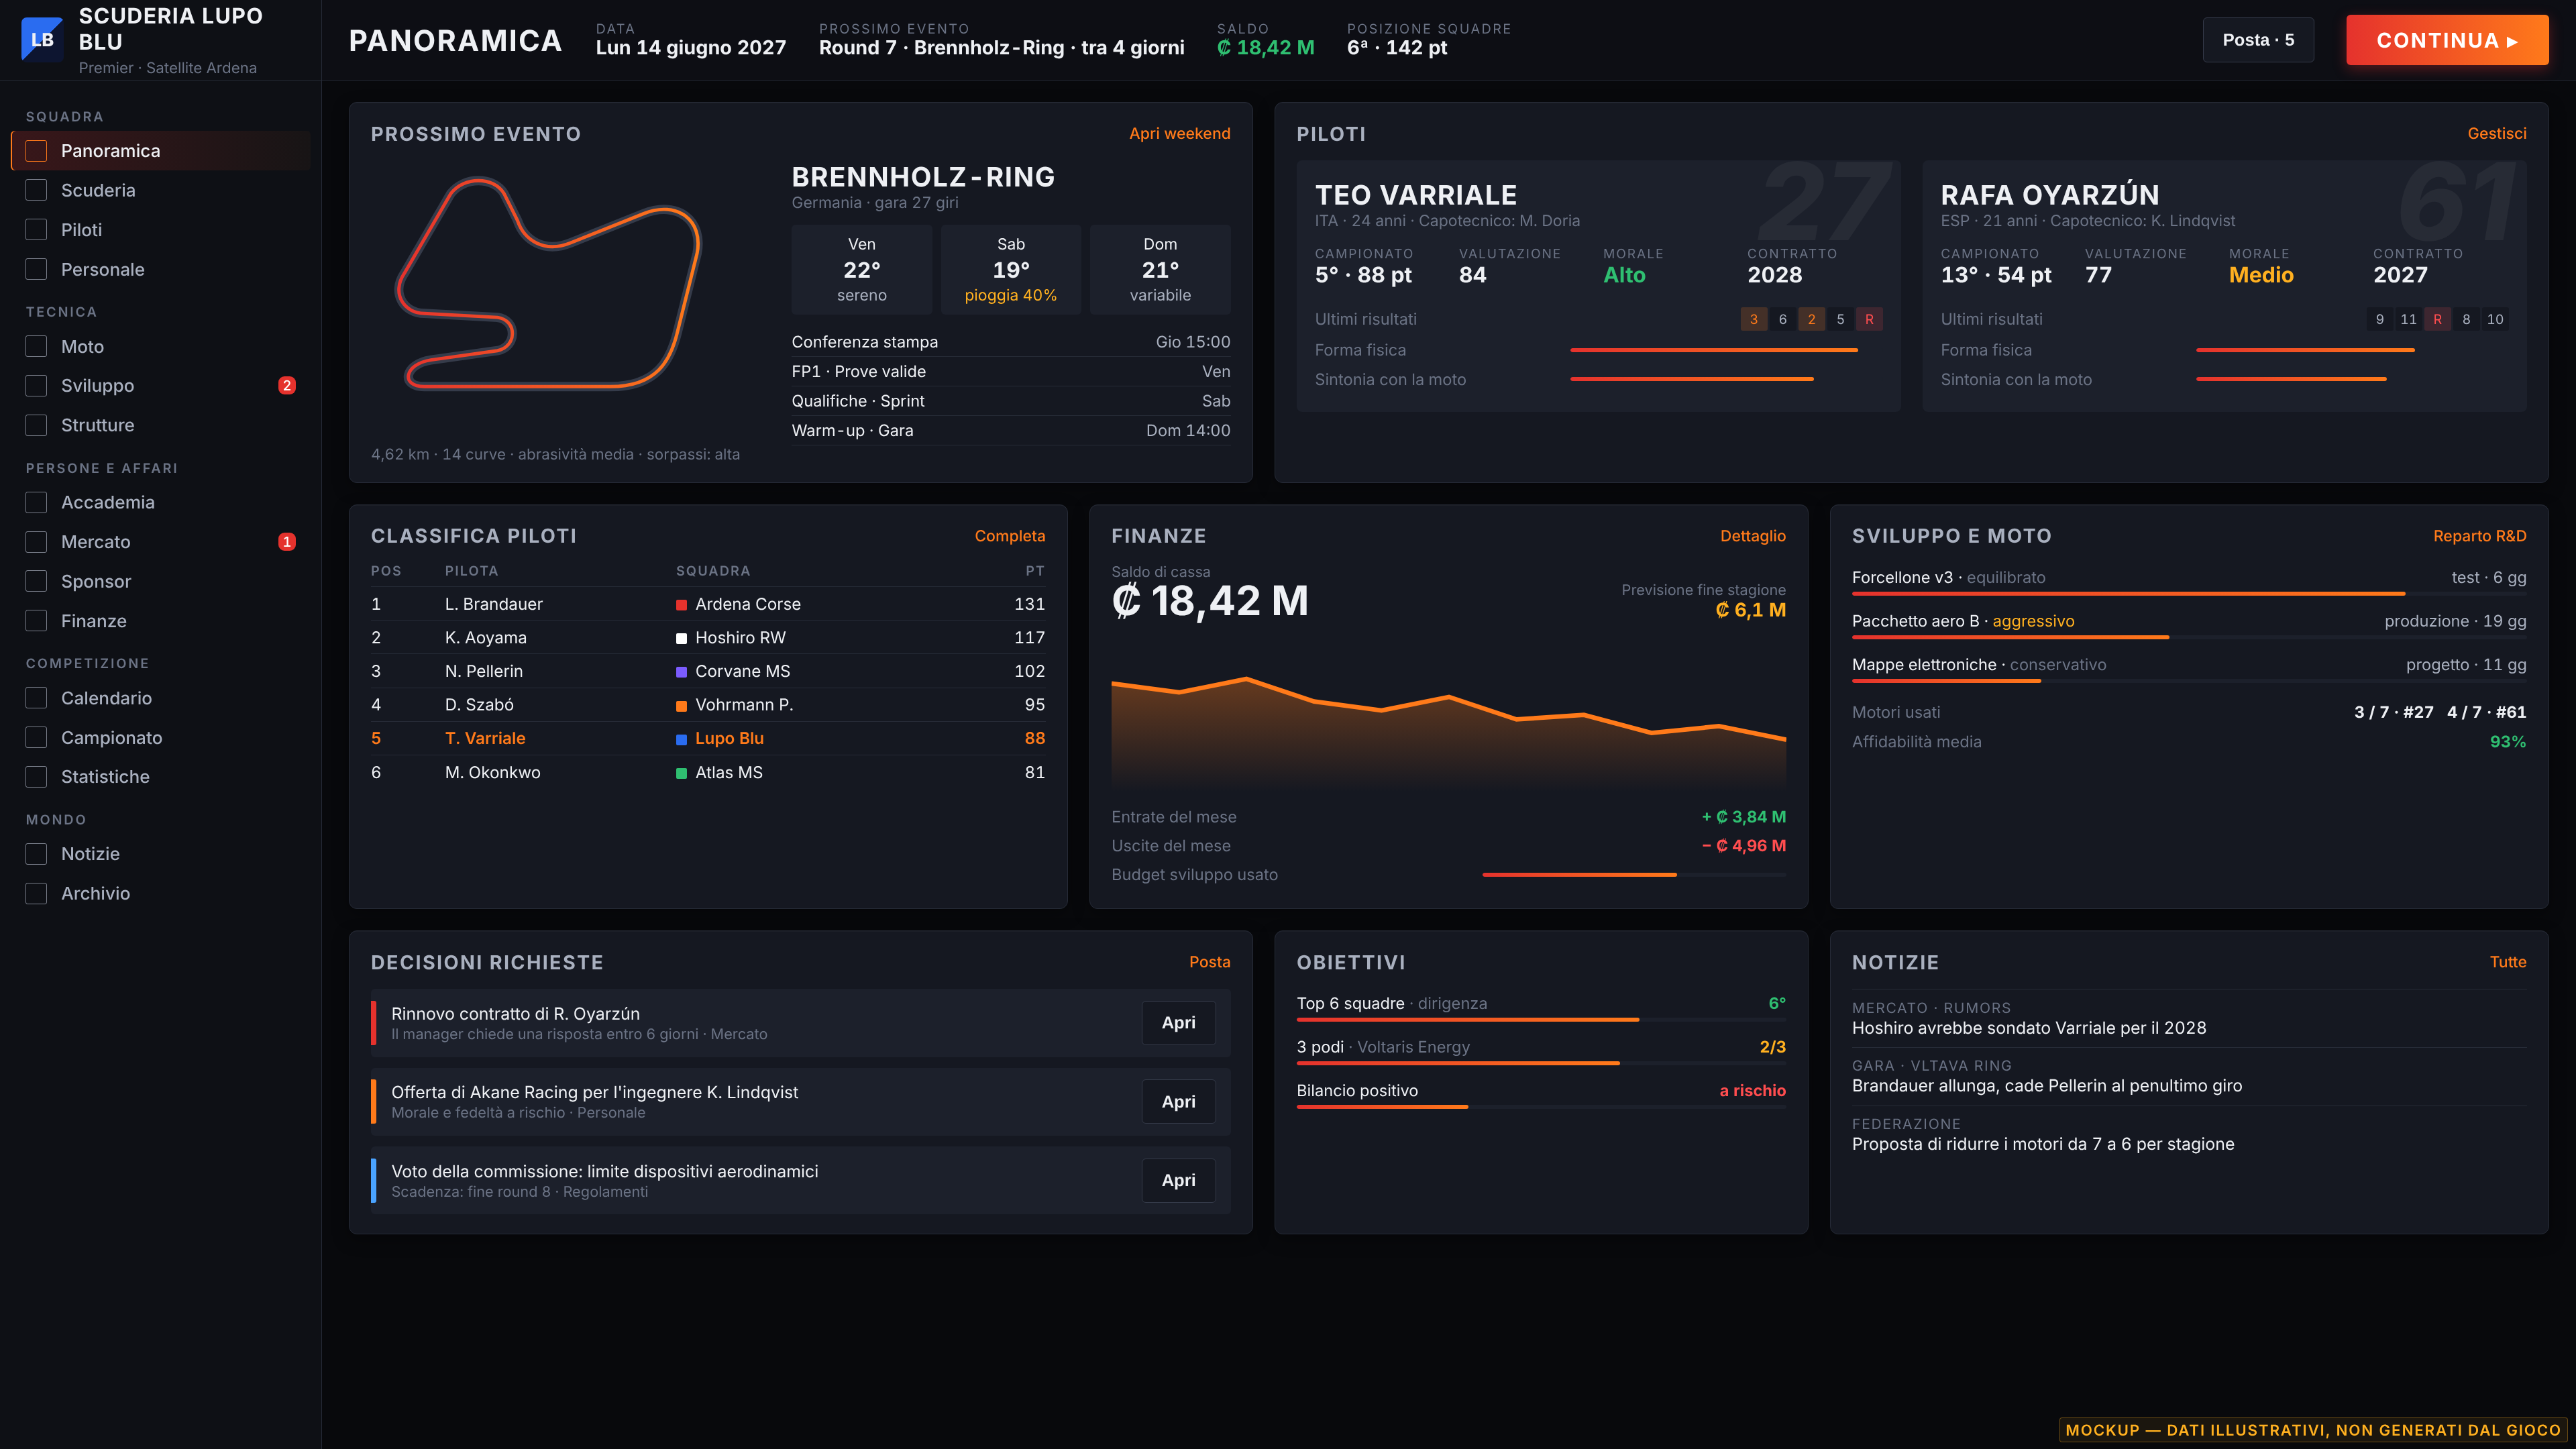 LB
SCUDERIA LUPO BLU
Premier · Satellite Ardena
PANORAMICA
DATA
Lun 14 giugno 2027
PROSSIMO EVENTO
Round 7 · Brennholz-Ring · tra 4 giorni
SALDO
₡ 18,42 M
POSIZIONE SQUADRE
6ª · 142 pt
Posta · 5
CONTINUA ▸
SQUADRA
Panoramica
Scuderia
Piloti
Personale
TECNICA
Moto
Sviluppo 2
Strutture
PERSONE E AFFARI
Accademia
Mercato 1
Sponsor
Finanze
COMPETIZIONE
Calendario
Campionato
Statistiche
MONDO
Notizie
Archivio
PROSSIMO EVENTO Apri weekend
BRENNHOLZ-RING
Germania · gara 27 giri
Ven 22° sereno
Sab 19° pioggia 40%
Dom 21° variabile
Conferenza stampa Gio 15:00
FP1 · Prove valide Ven
Qualifiche · Sprint Sab
Warm-up · Gara Dom 14:00
4,62 km · 14 curve · abrasività media · sorpassi: alta
PILOTI Gestisci
27
TEO VARRIALE
ITA · 24 anni · Capotecnico: M. Doria
CAMPIONATO VALUTAZIONE MORALE CONTRATTO
5° · 88 pt 84 Alto 2028
Ultimi risultati 3 6 2 5 R
Forma fisica
Sintonia con la moto
61
RAFA OYARZÚN
ESP · 21 anni · Capotecnico: K. Lindqvist
CAMPIONATO VALUTAZIONE MORALE CONTRATTO
13° · 54 pt 77 Medio 2027
Ultimi risultati 9 11 R 8 10
Forma fisica
Sintonia con la moto
CLASSIFICA PILOTI Completa
POS PILOTA SQUADRA PT
1 L. Brandauer Ardena Corse 131
2 K. Aoyama Hoshiro RW 117
3 N. Pellerin Corvane MS 102
4 D. Szabó Vohrmann P. 95
5 T. Varriale Lupo Blu 88
6 M. Okonkwo Atlas MS 81
FINANZE Dettaglio
Saldo di cassa
₡ 18,42 M
Previsione fine stagione
₡ 6,1 M
Entrate del mese + ₡ 3,84 M
Uscite del mese − ₡ 4,96 M
Budget sviluppo usato
SVILUPPO E MOTO Reparto R&D
Forcellone v3 · equilibrato test · 6 gg
Pacchetto aero B · aggressivo produzione · 19 gg
Mappe elettroniche · conservativo progetto · 11 gg
Motori usati 3 / 7 · #27 4 / 7 · #61
Affidabilità media 93%
DECISIONI RICHIESTE Posta
Rinnovo contratto di R. Oyarzún
Il manager chiede una risposta entro 6 giorni · Mercato
Apri
Offerta di Akane Racing per l'ingegnere K. Lindqvist
Morale e fedeltà a rischio · Personale
Apri
Voto della commissione: limite dispositivi aerodinamici
Scadenza: fine round 8 · Regolamenti
Apri
OBIETTIVI
Top 6 squadre · dirigenza 6°
3 podi · Voltaris Energy 2/3
Bilancio positivo a rischio
NOTIZIE Tutte
MERCATO · RUMORS
Hoshiro avrebbe sondato Varriale per il 2028
GARA · VLTAVA RING
Brandauer allunga, cade Pellerin al penultimo giro
FEDERAZIONE
Proposta di ridurre i motori da 7 a 6 per stagione
MOCKUP — DATI ILLUSTRATIVI, NON GENERATI DAL GIOCO